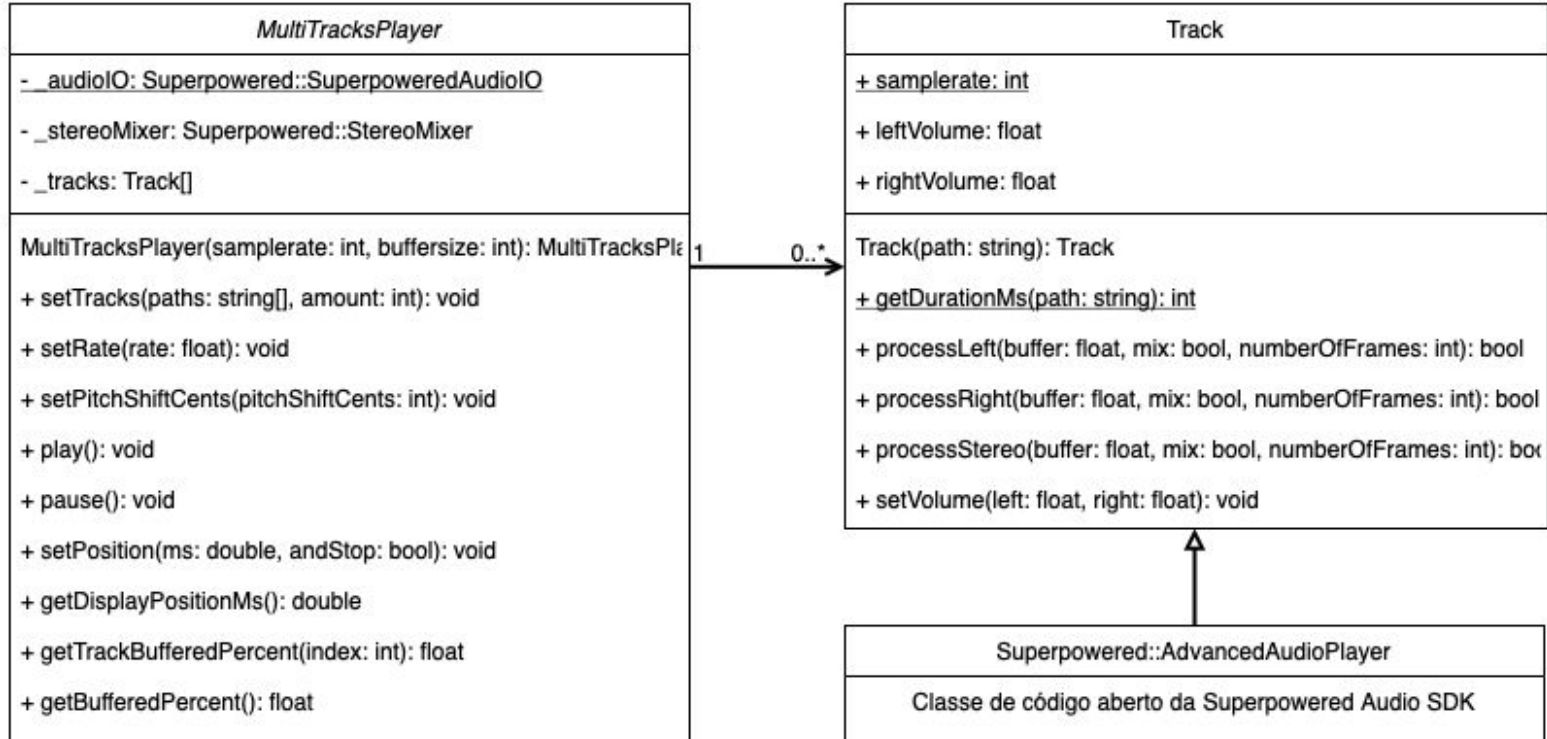 MultiTracksPlayer
- _audioIO: Superpowered::SuperpoweredAudioIO
- _stereoMixer: Superpowered::StereoMixer
- _tracks: Track[]
MultiTracksPlayer(samplerate: int, buffersize: int): MultiTracksPla
+ setTracks(paths: string[], amount: int): void
+ setRate(rate: float): void
+ setPitchShiftCents(pitchShiftCents: int): void
+ play(): void
+ pause(): void
+ setPosition(ms: double, andStop: bool): void
+ getDisplayPositionMs(): double
+ getTrackBufferedPercent(index: int): float
+ getBufferedPercent(): float
1
0..*
Track
+ samplerate: int
+ leftVolume: float
+ rightVolume: float
Track(path: string): Track
+ getDurationMs(path: string): int
+ processLeft(buffer: float, mix: bool, numberOfFrames: int): bool
+ processRight(buffer: float, mix: bool, numberOfFrames: int): bool
+ processStereo(buffer: float, mix: bool, numberOfFrames: int): boo
+ setVolume(left: float, right: float): void
Superpowered::AdvancedAudioPlayer
Classe de código aberto da Superpowered Audio SDK